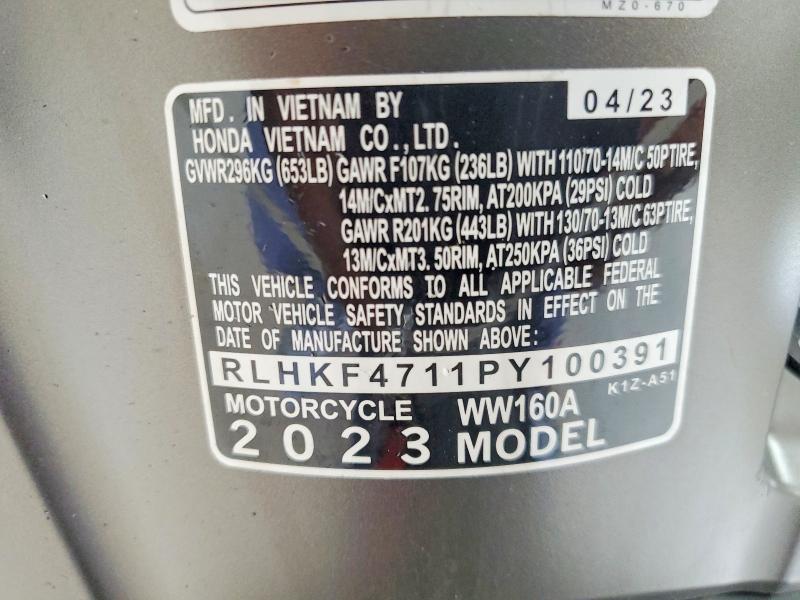 MZ0-670
MFD. IN VIETNAM BY 04/23
HONDA VIETNAM CO.,LTD.
GVWR296KG (653LB) GAWR F107KG (236LB) WITH 110/70-14M/C 50PTIRE,
14M/CxMT2. 75RIM, AT200KPA (29PSI) COLD
GAWR R201KG (443LB) WITH 130/70-13M/C 63PTIRE,
13M/CxMT3. 50RIM, AT250KPA (36PSI) COLD
THIS VEHICLE CONFORMS TO ALL APPLICABLE FEDERAL
MOTOR VEHICLE SAFETY STANDARDS IN EFFECT ON THE
DATE OF MANUFACTURE SHOWN ABOVE:
RLHKF4711PY100391
K1Z-A51
MOTORCYCLE WW160A
2023 MODEL